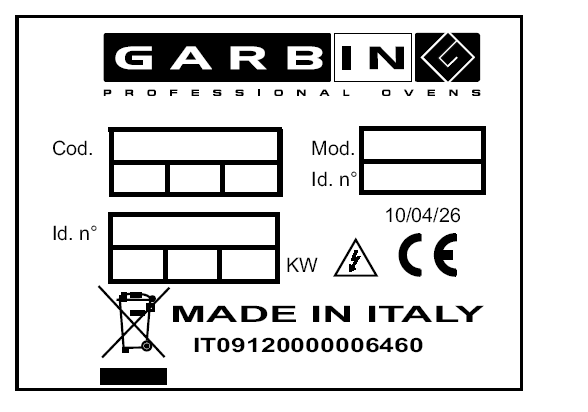 GARBIN
PROFESSIONAL OVENS
Cod.
Mod.
Id. n°
10/04/26
Id. n°
KW
CE
MADE IN ITALY
IT09120000006460